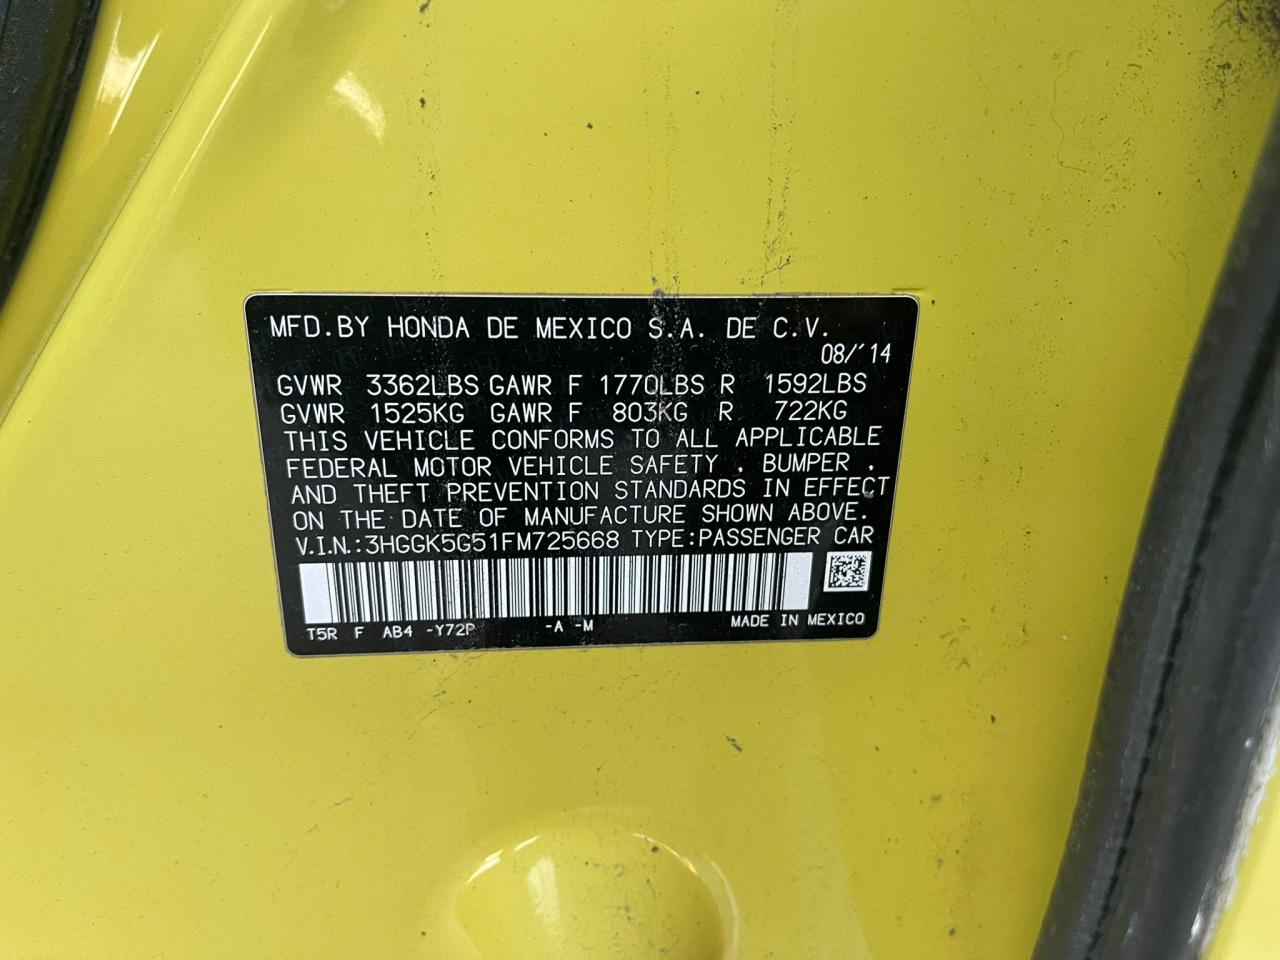 MFD.BY HONDA DE MEXICO S.A. DE C.V.
08/'14
GVWR 3362LBS GAWR F 1770LBS R 1592LBS
GVWR 1525KG GAWR F 803KG R 722KG
THIS VEHICLE CONFORMS TO ALL APPLICABLE
FEDERAL MOTOR VEHICLE SAFETY , BUMPER ,
AND THEFT PREVENTION STANDARDS IN EFFECT
ON THE DATE OF MANUFACTURE SHOWN ABOVE.
V.I.N.:3HGGK5G51FM725668 TYPE:PASSENGER CAR
T5R F AB4 -Y72P -A -M MADE IN MEXICO